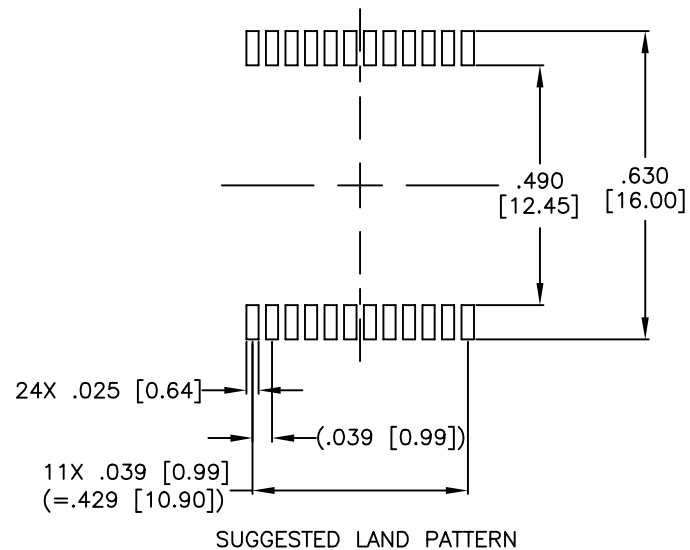 .490
[12.45]
.630
[16.00]
24X .025 [0.64]
(.039 [0.99])
11X .039 [0.99]
(=.429 [10.90])
SUGGESTED LAND PATTERN